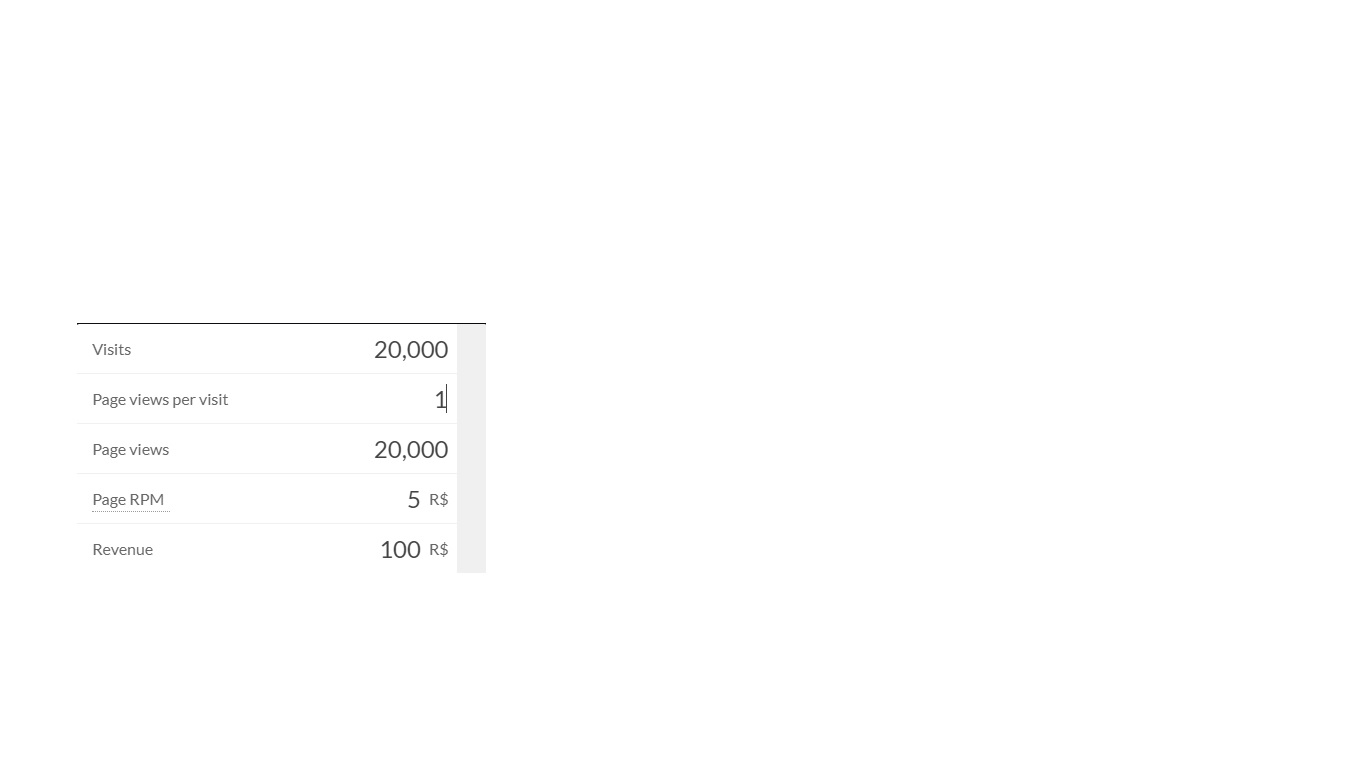 Visits 20,000
Page views per visit 1
Page views 20,000
Page RPM 5 R$
Revenue 100 R$